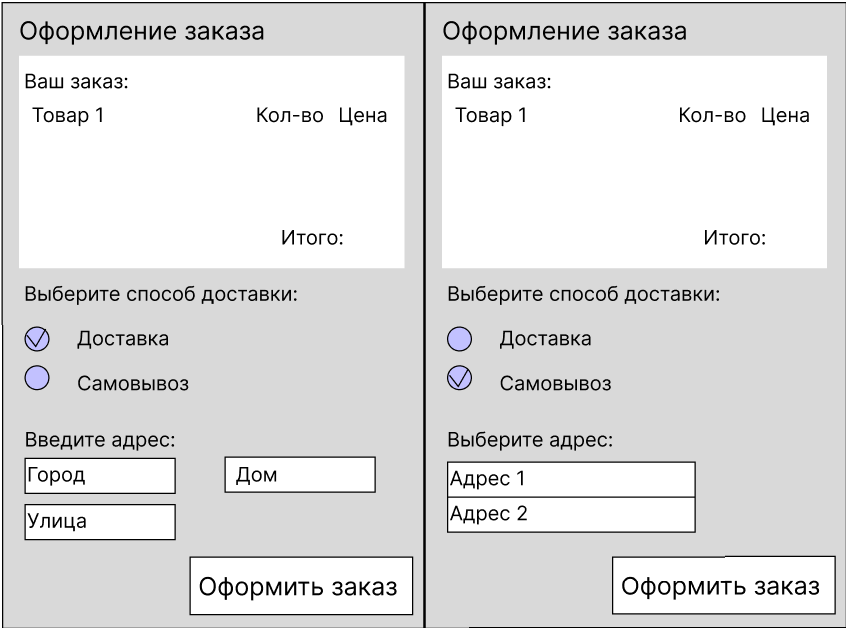 Оформление заказа
Ваш заказ:
Товар 1 Кол-во Цена
Итого:
Выберите способ доставки:
Доставка
Самовывоз
Введите адрес:
Город Дом
Улица
Оформить заказ
Оформление заказа
Ваш заказ:
Товар 1 Кол-во Цена
Итого:
Выберите способ доставки:
Доставка
Самовывоз
Выберите адрес:
Адрес 1
Адрес 2
Оформить заказ